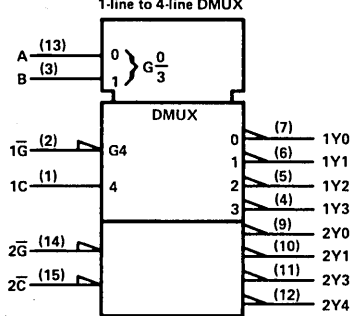 1-line to 4-line DMUX
A (13) 0
B (3) 1
G 0/3
DMUX
1G̅ (2) G4
1C (1) 4
0 (7) 1Y0
1 (6) 1Y1
2 (5) 1Y2
3 (4) 1Y3
2G̅ (14)
2C̅ (15)
(9) 2Y0
(10) 2Y1
(11) 2Y3
(12) 2Y4